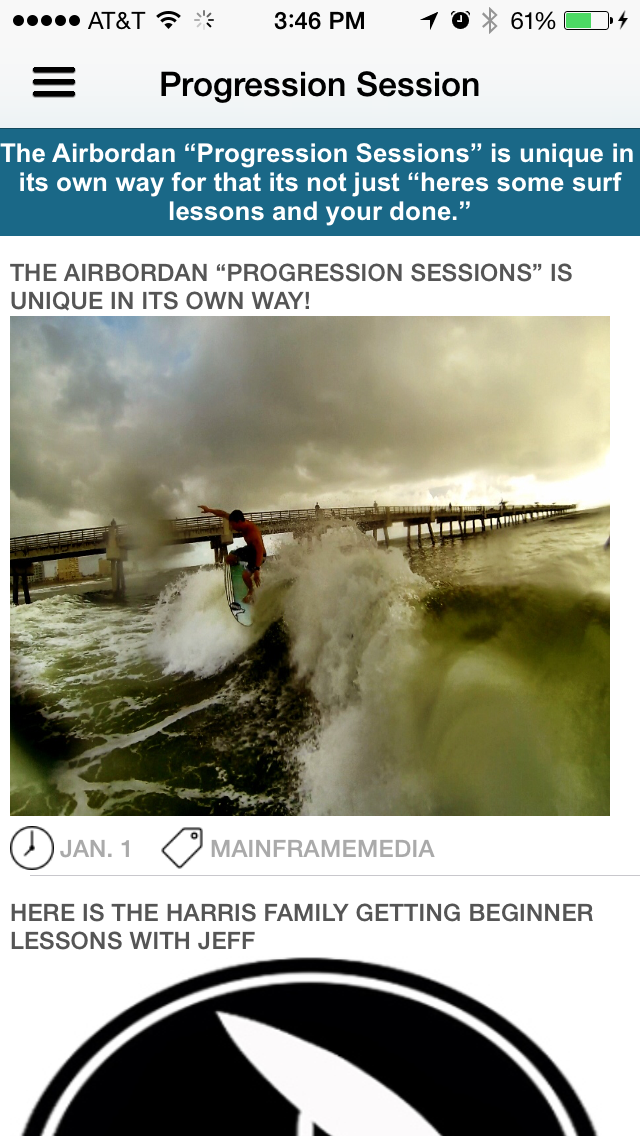 AT&T 3:46 PM 61%
Progression Session
The Airbordan “Progression Sessions” is unique in
its own way for that its not just “heres some surf
lessons and your done.”
THE AIRBORDAN “PROGRESSION SESSIONS” IS
UNIQUE IN ITS OWN WAY!
JAN. 1 MAINFRAMEMEDIA
HERE IS THE HARRIS FAMILY GETTING BEGINNER
LESSONS WITH JEFF